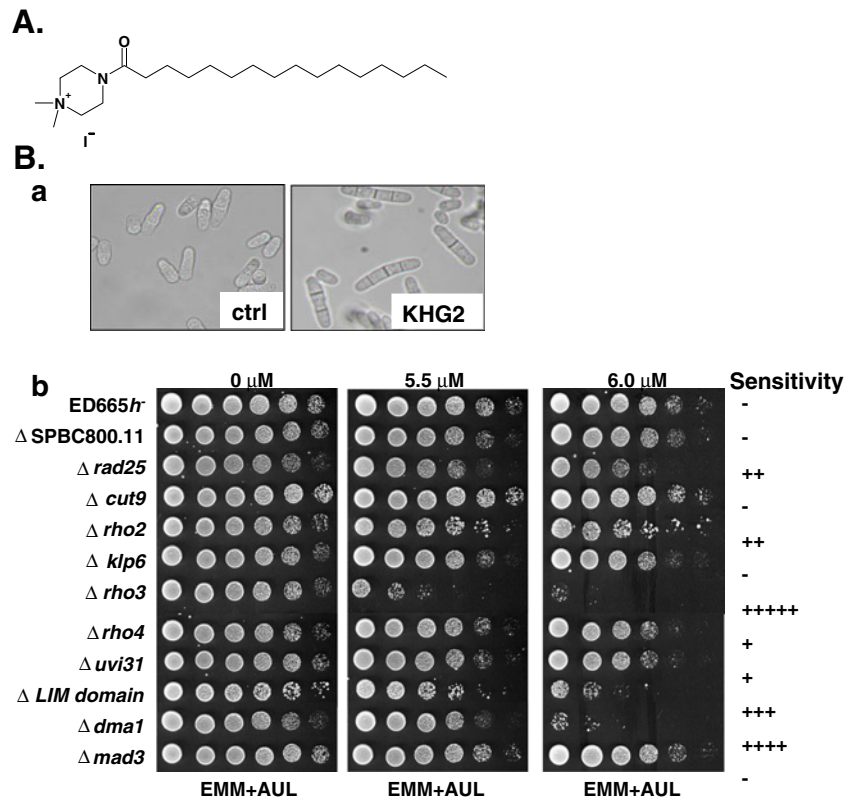 A.
O
N
N+
I-
B.
a
ctrl
KHG2
b
0 µM 5.5 µM 6.0 µM Sensitivity
ED665h- -
Δ SPBC800.11 -
Δ rad25 ++
Δ cut9 -
Δ rho2 ++
Δ klp6 -
Δ rho3 +++++
Δ rho4 +
Δ uvi31 +
Δ LIM domain +++
Δ dma1 ++++
Δ mad3 -
EMM+AUL EMM+AUL EMM+AUL